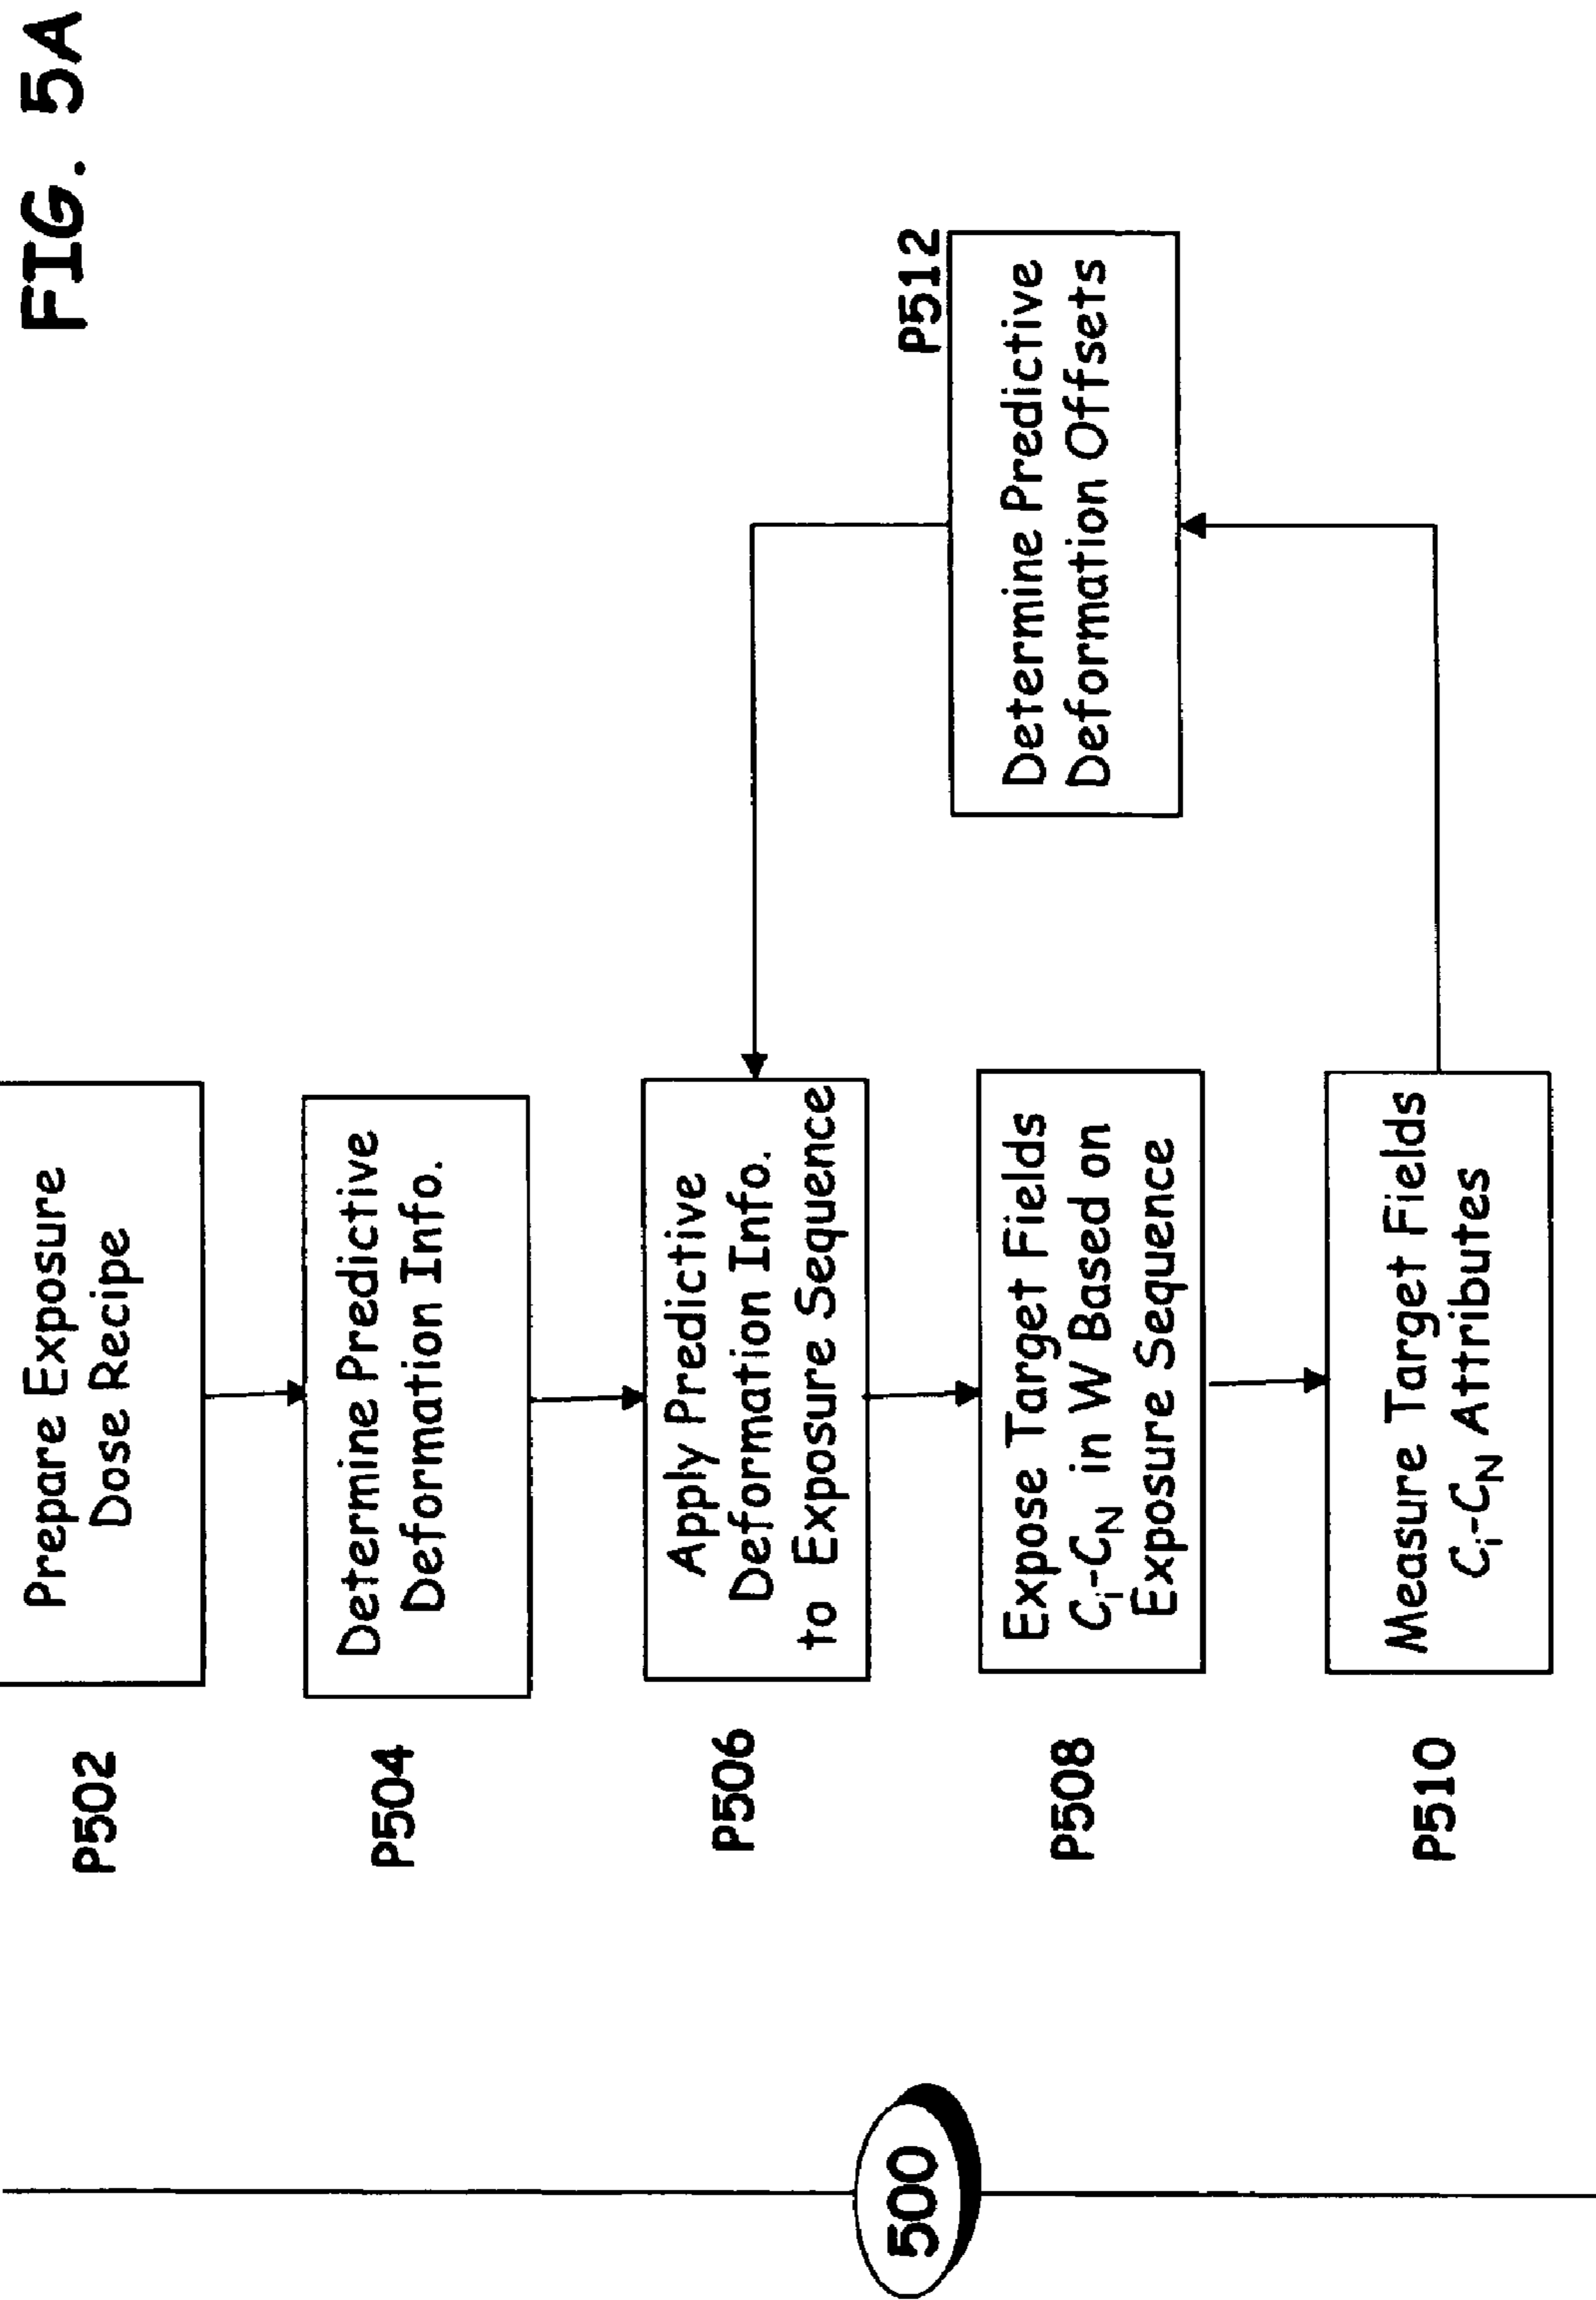 FIG. 5A
P502
Prepare Exposure
Dose Recipe
P504
Determine Predictive
Deformation Info.
P506
Apply Predictive
Deformation Info.
to Exposure Sequence
P508
Expose Target Fields
Ci-CN in W Based on
Exposure Sequence
P510
Measure Target Fields
Ci-CN Attributes
P512
Determine Predictive
Deformation Offsets
500